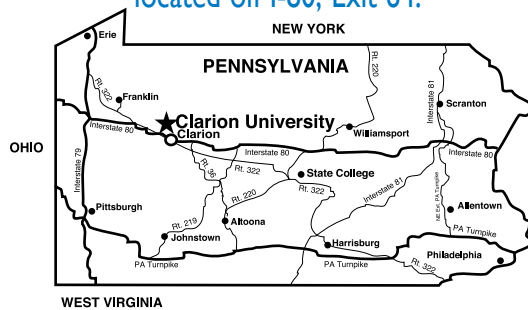 located on I-80, Exit 64.
NEW YORK
Erie
PENNSYLVANIA
Rt. 220
Rt. 322
Franklin
Interstate 81
Scranton
Clarion University
Clarion
Williamsport
Interstate 80
OHIO
Interstate 80
Interstate 80
Interstate 79
Rt. 36
Rt. 322
State College
Rt. 322
Interstate 81
NE Ext. PA Turnpike
Rt. 220
Pittsburgh
Allentown
Rt. 219
Altoona
Johnstown
Harrisburg
PA Turnpike
Philadelphia
PA Turnpike
PA Turnpike
Rt. 322
WEST VIRGINIA